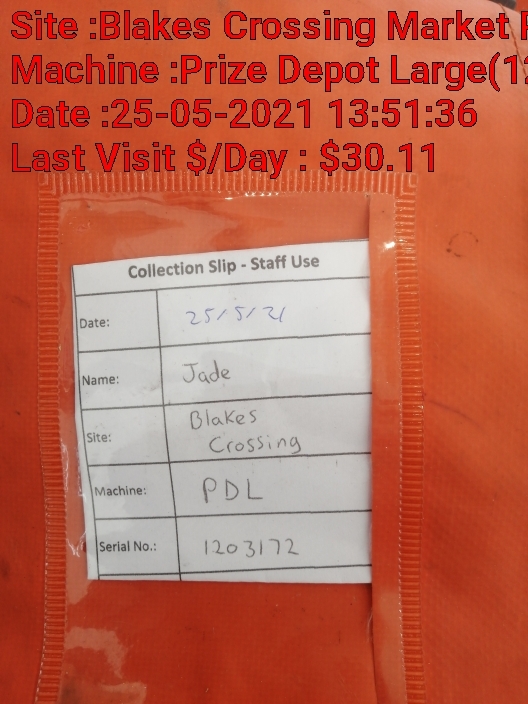 Site :Blakes Crossing Market
Machine :Prize Depot Large(12
Date :25-05-2021 13:51:36
Last Visit $/Day : $30.11
Collection Slip - Staff Use
Date: 25/5/21
Name: Jade
Site: Blakes
Crossing
Machine: PDL
Serial No.: 1203172